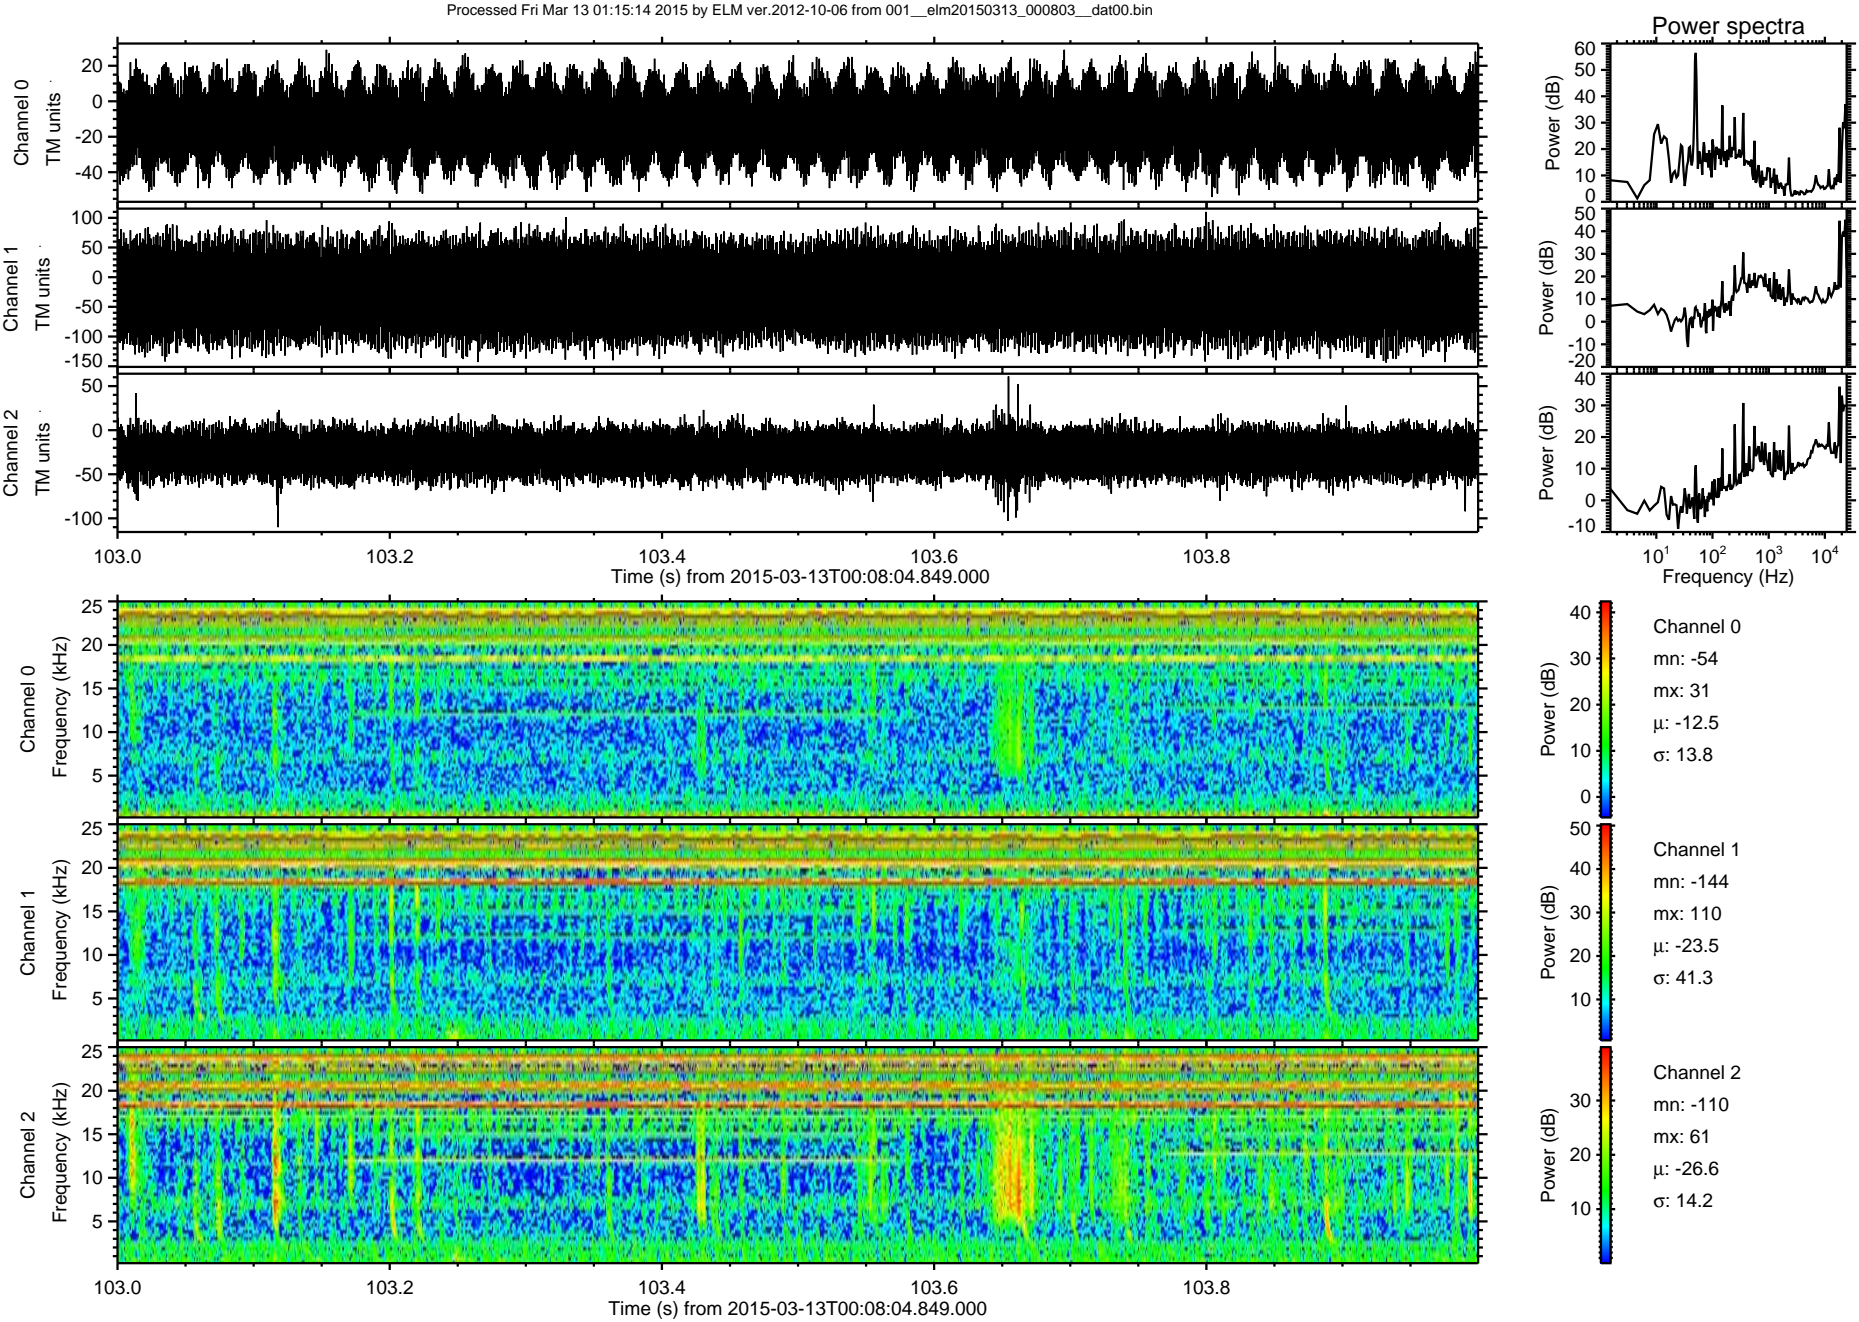 Processed Fri Mar 13 01:15:14 2015 by ELM ver.2012-10-06 from 001__elm20150313_000803__dat00.bin
Power spectra
Channel 0
TM units
20
0
-20
-40
Power (dB)
60
50
40
30
20
10
0
Channel 1
TM units
100
50
0
-50
-100
-150
Power (dB)
50
40
30
20
10
0
-10
-20
Channel 2
TM units
50
0
-50
-100
Power (dB)
40
30
20
10
0
-10
103.0 103.2 103.4 103.6 103.8
Time (s) from 2015-03-13T00:08:04.849.000
10^1 10^2 10^3 10^4
Frequency (Hz)
Channel 0
Frequency (kHz)
25
20
15
10
5
Power (dB)
40
30
20
10
0
Channel 0
mn: -54
mx: 31
μ: -12.5
σ: 13.8
Channel 1
Frequency (kHz)
25
20
15
10
5
Power (dB)
50
40
30
20
10
Channel 1
mn: -144
mx: 110
μ: -23.5
σ: 41.3
Channel 2
Frequency (kHz)
25
20
15
10
5
Power (dB)
30
20
10
Channel 2
mn: -110
mx: 61
μ: -26.6
σ: 14.2
103.0 103.2 103.4 103.6 103.8
Time (s) from 2015-03-13T00:08:04.849.000